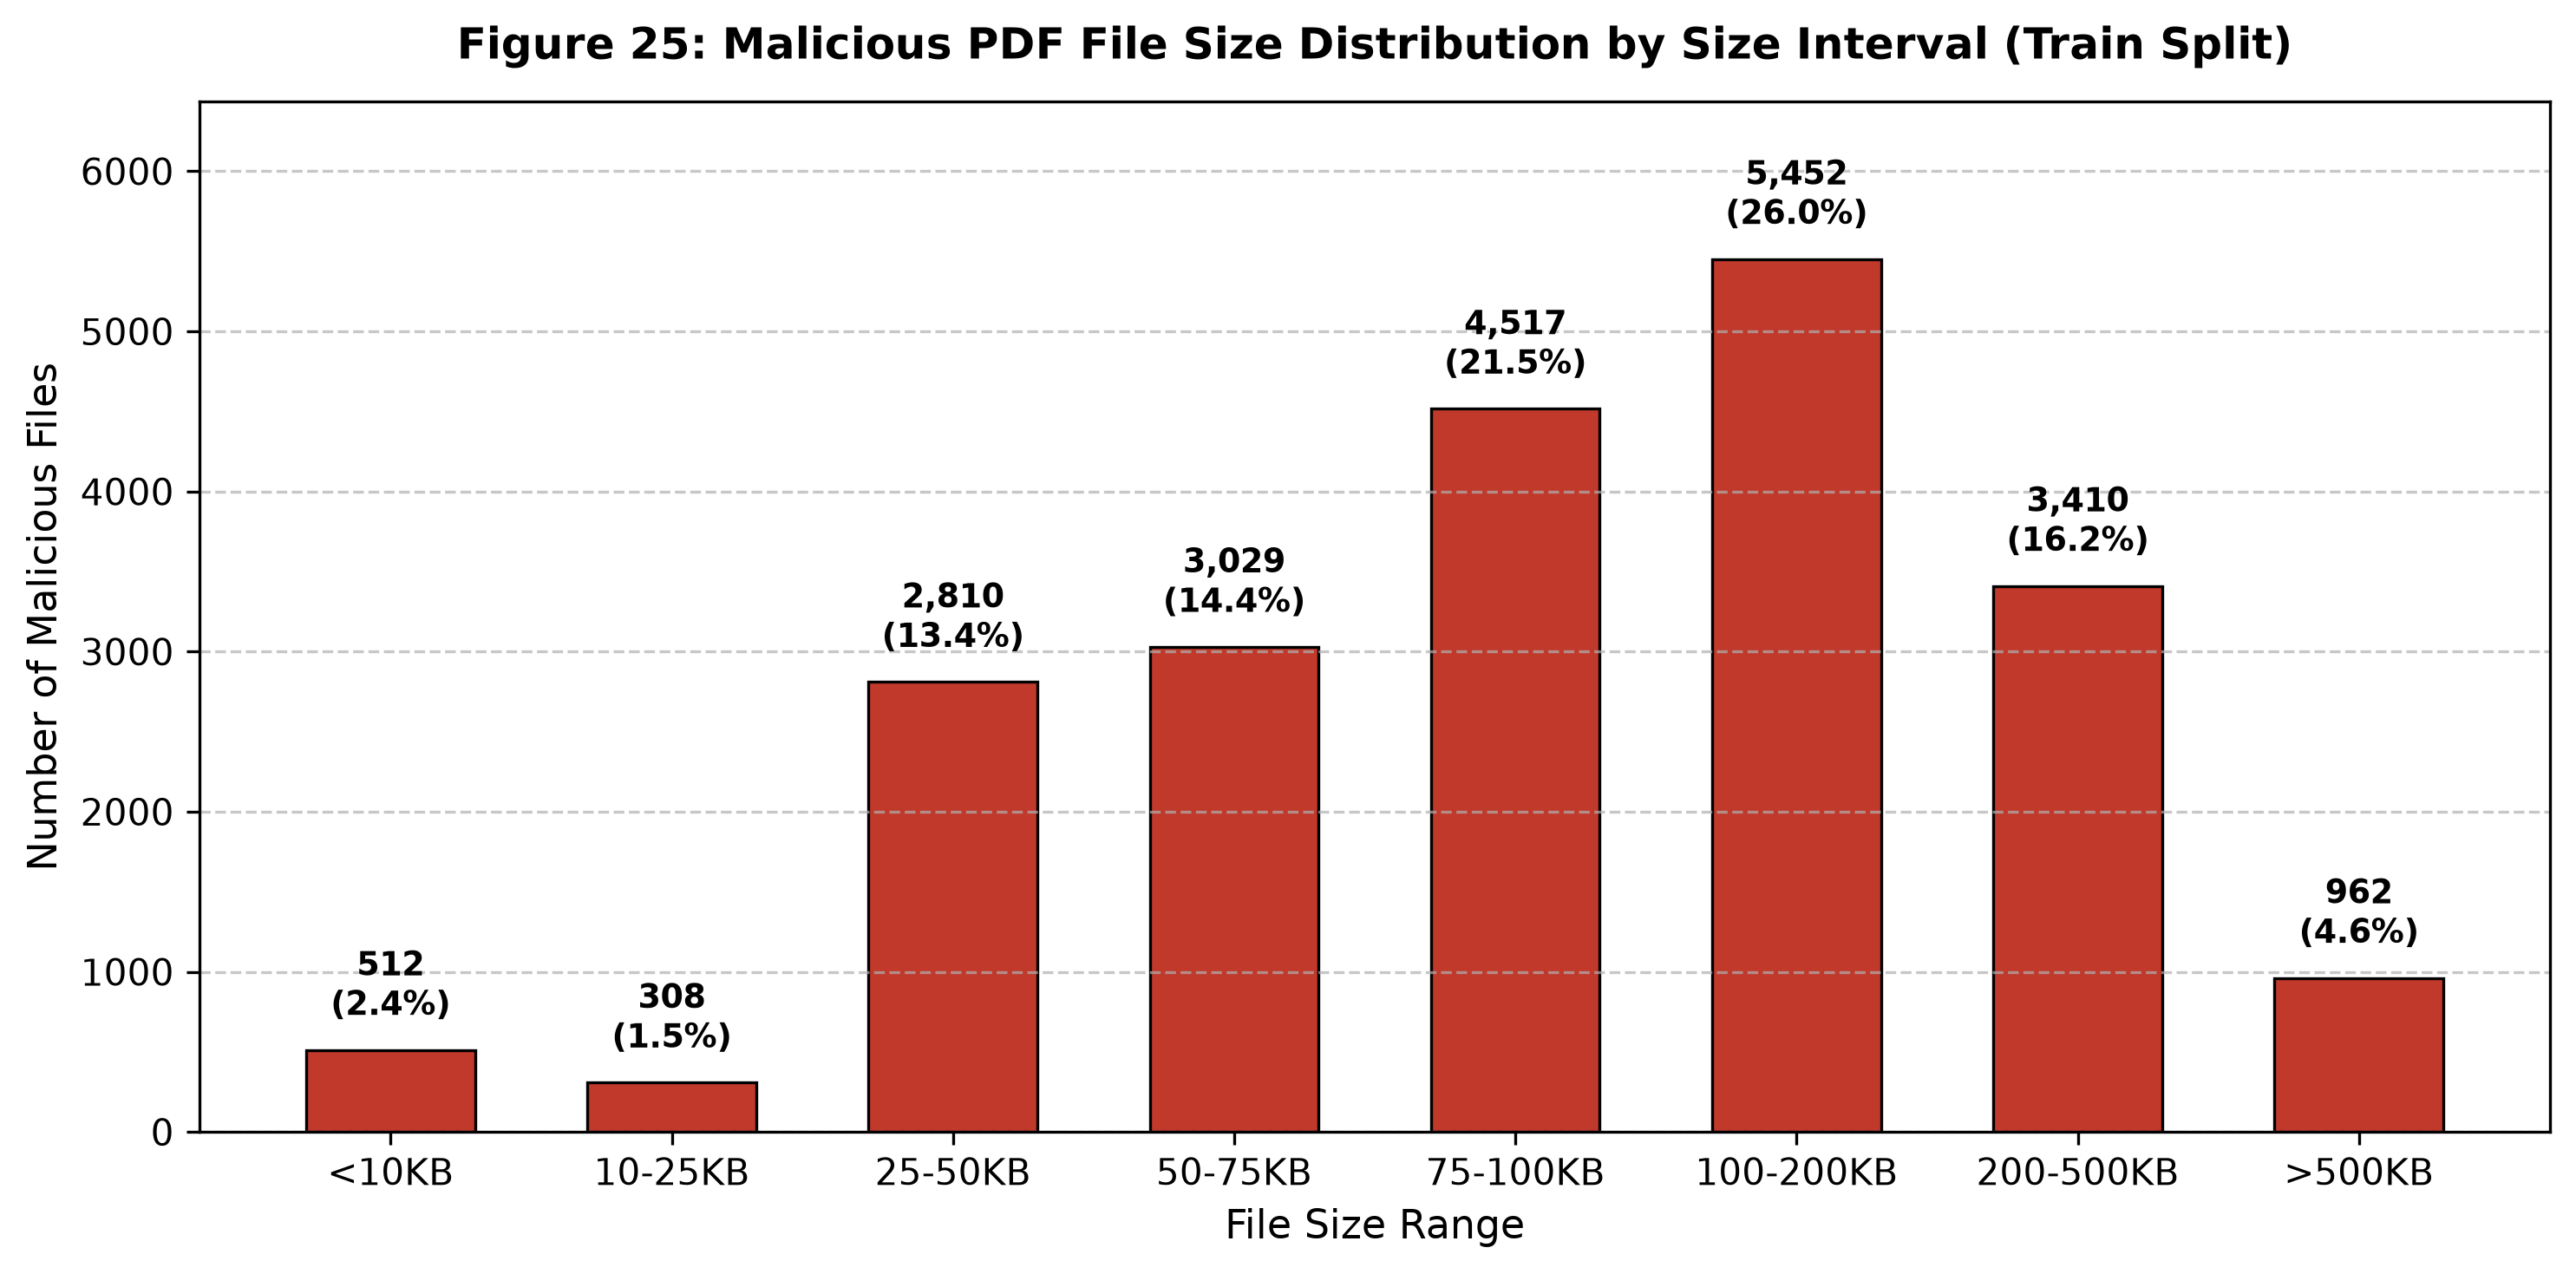 Figure 25: Malicious PDF File Size Distribution by Size Interval (Train Split)
Number of Malicious Files
6000
5000
4000
3000
2000
1000
0
512
(2.4%)
308
(1.5%)
2,810
(13.4%)
3,029
(14.4%)
4,517
(21.5%)
5,452
(26.0%)
3,410
(16.2%)
962
(4.6%)
<10KB
10-25KB
25-50KB
50-75KB
75-100KB
100-200KB
200-500KB
>500KB
File Size Range